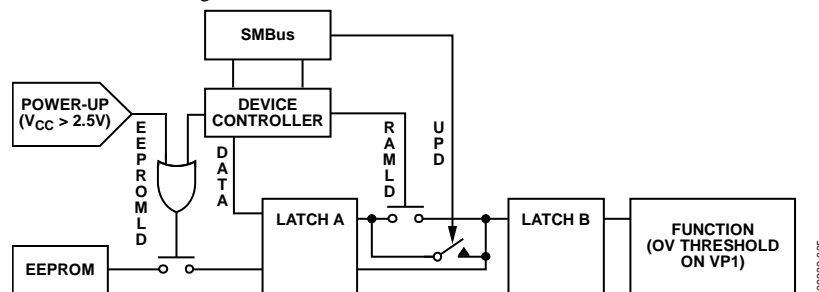 SMBus
POWER-UP
(VCC > 2.5V)
EEPROMLD
DEVICE
CONTROLLER
DATA
RAMLD
UPD
LATCH A
LATCH B
FUNCTION
(OV THRESHOLD
ON VP1)
EEPROM